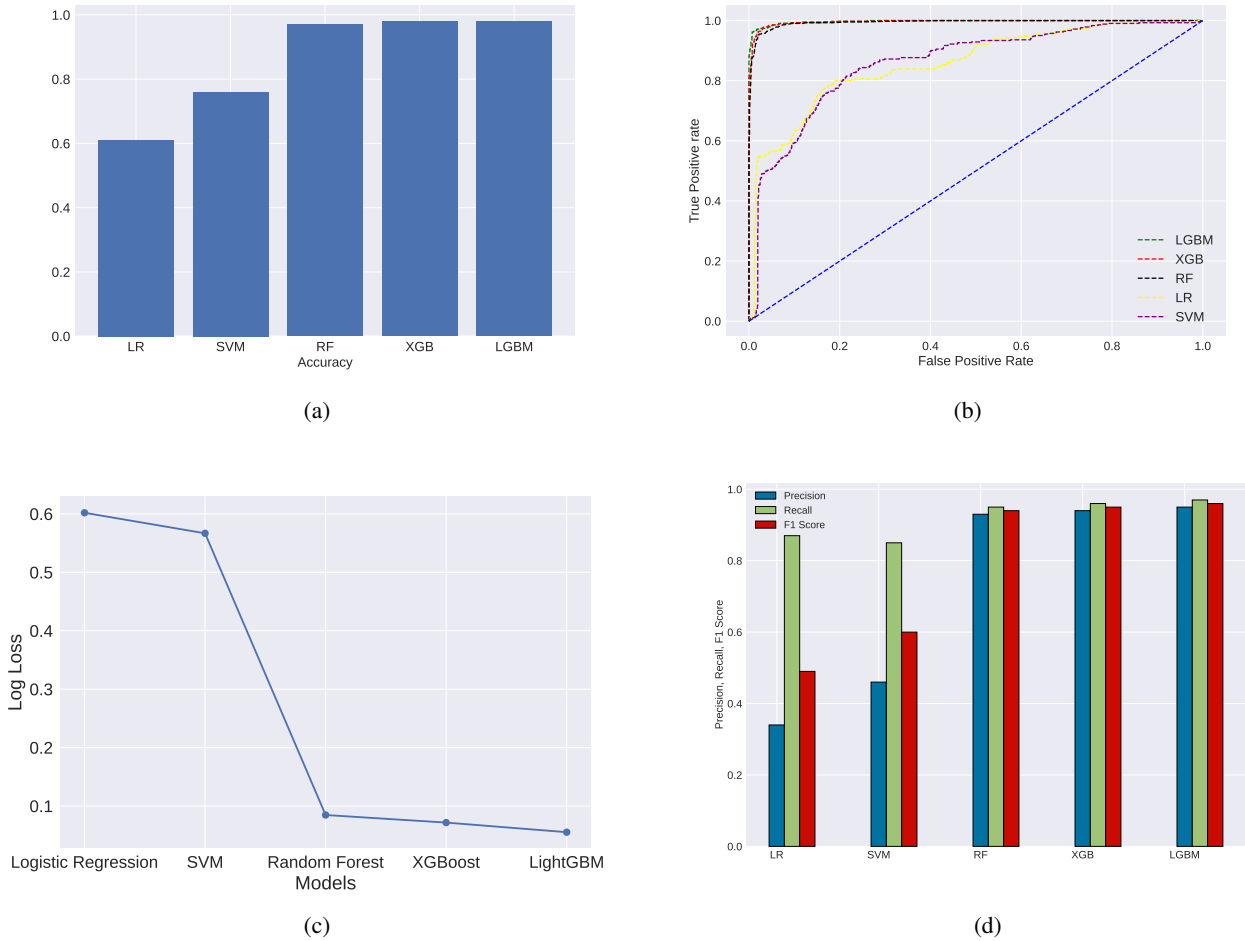 1.0
0.8
0.6
0.4
0.2
0.0
LR SVM RF XGB LGBM
Accuracy
(a)
True Positive rate
1.0
0.8
0.6
0.4
0.2
0.0
LGBM
XGB
RF
LR
SVM
0.0 0.2 0.4 0.6 0.8 1.0
False Positive Rate
(b)
Log Loss
0.6
0.5
0.4
0.3
0.2
0.1
Logistic Regression SVM Random Forest XGBoost LightGBM
Models
(c)
Precision, Recall, F1 Score
1.0
0.8
0.6
0.4
0.2
0.0
Precision
Recall
F1 Score
LR SVM RF XGB LGBM
(d)